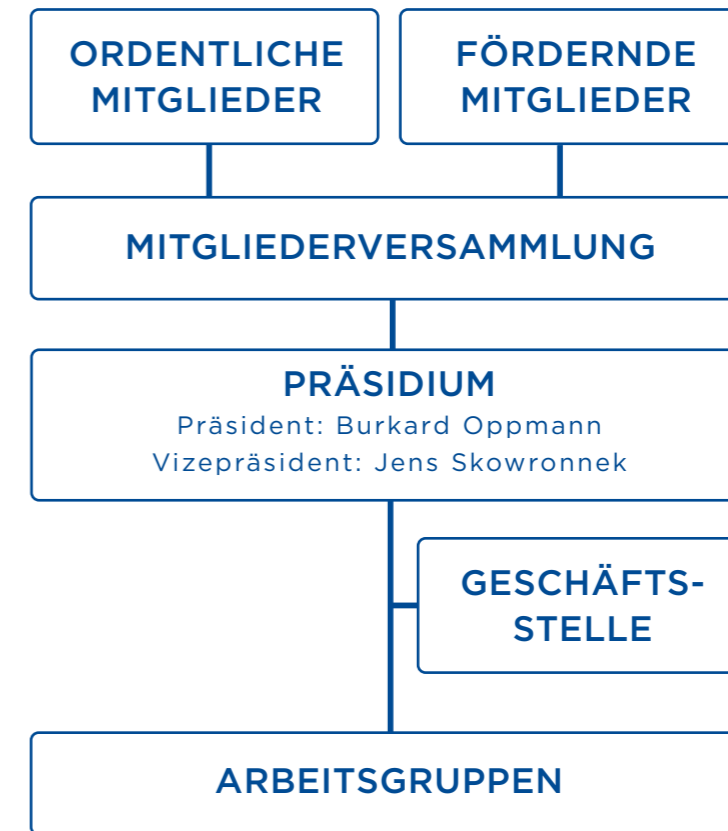 ORDENTLICHE
MITGLIEDER
FÖRDERNDE
MITGLIEDER
MITGLIEDERVERSAMMLUNG
PRÄSIDIUM
Präsident: Burkard Oppmann
Vizepräsident: Jens Skowronnek
GESCHÄFTS-
STELLE
ARBEITSGRUPPEN